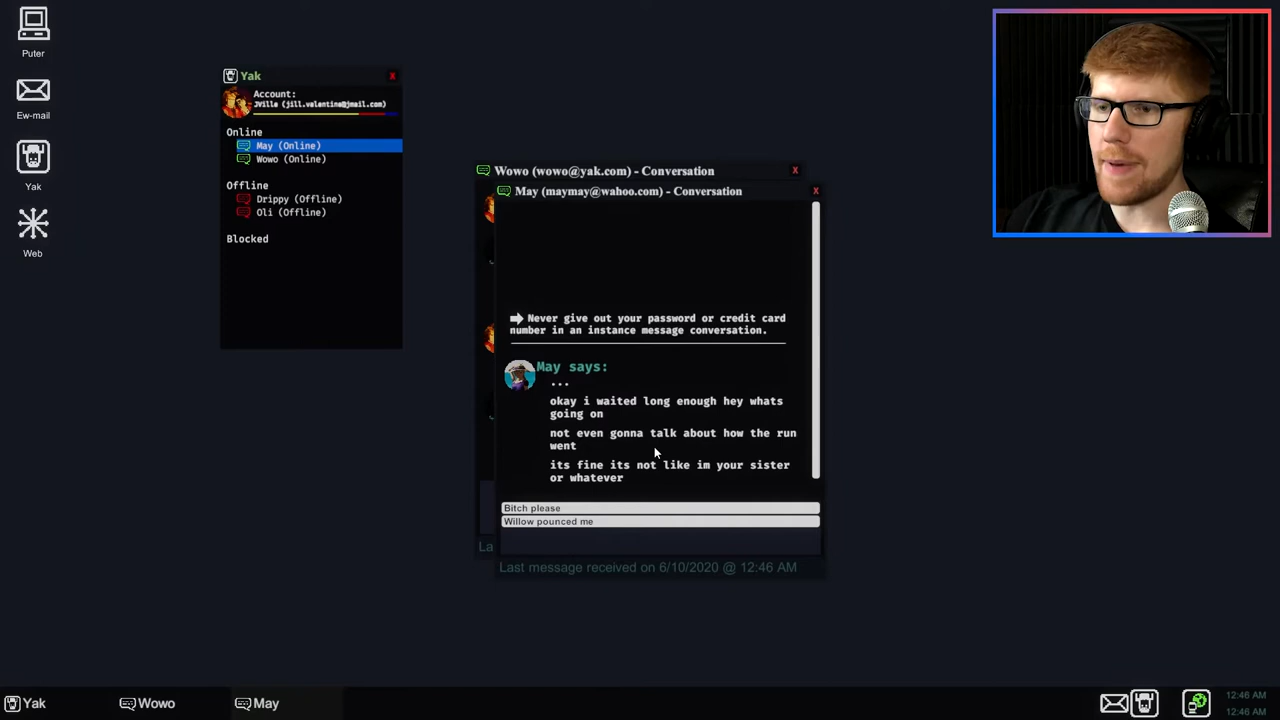 Puter
Ew-mail
Yak
Web
Yak
Account:
JVille (jill.valentine@jmail.com)
Online
May (Online)
Wowo (Online)
Offline
Drippy (Offline)
Oli (Offline)
Blocked
Wowo (wowo@yak.com) - Conversation
May (maymay@wahoo.com) - Conversation
Never give out your password or credit card
number in an instance message conversation.
May says:
...
okay i waited long enough hey whats
going on
not even gonna talk about how the run
went
its fine its not like im your sister
or whatever
Bitch please
Willow pounced me
La
Last message received on 6/10/2020 @ 12:46 AM
Yak
Wowo
May
12:46 AM
12:46 AM